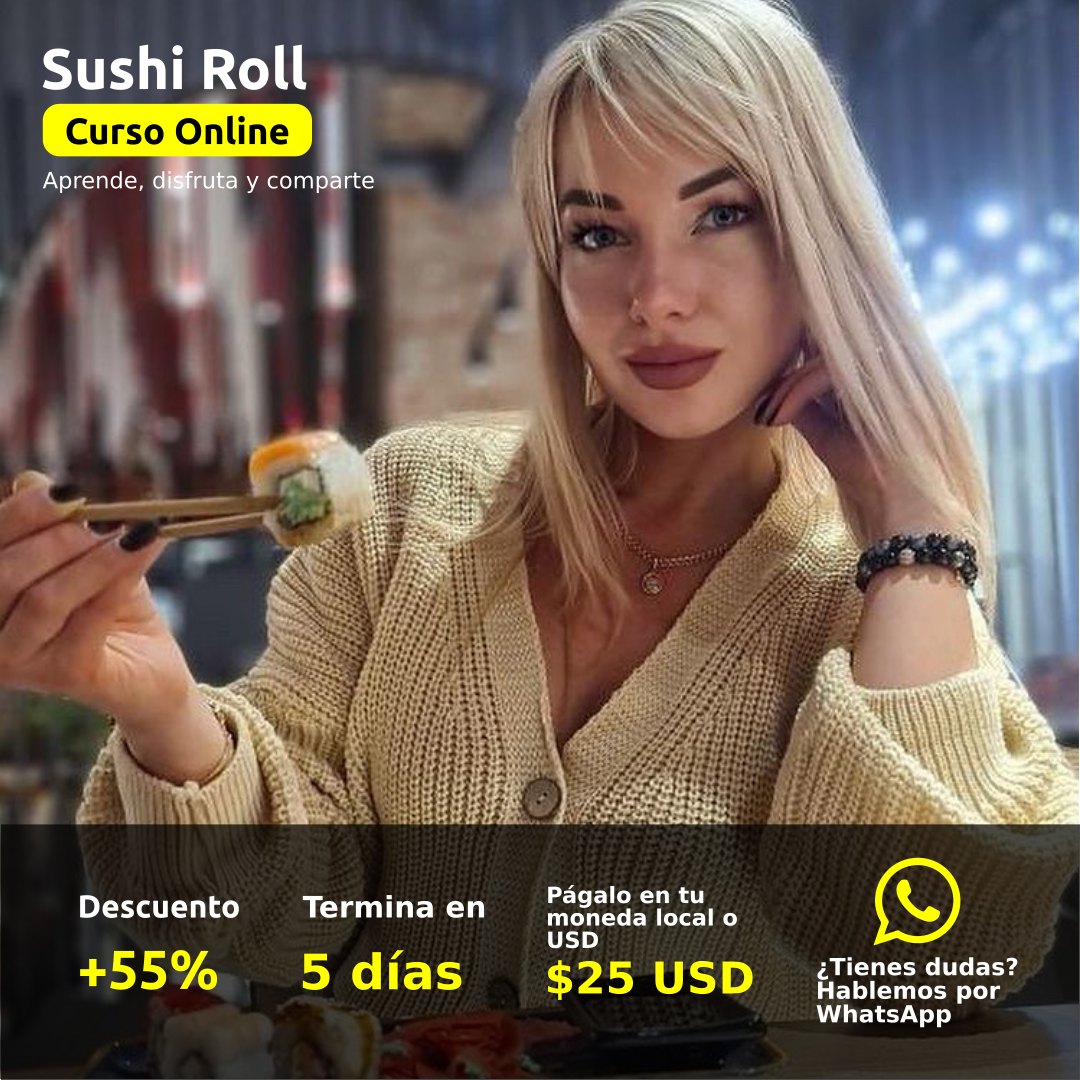 Sushi Roll
Curso Online
Aprende, disfruta y comparte
Descuento
+55%
Termina en
5 días
Págalo en tu
moneda local o
USD
$25 USD
¿Tienes dudas?
Hablemos por
WhatsApp